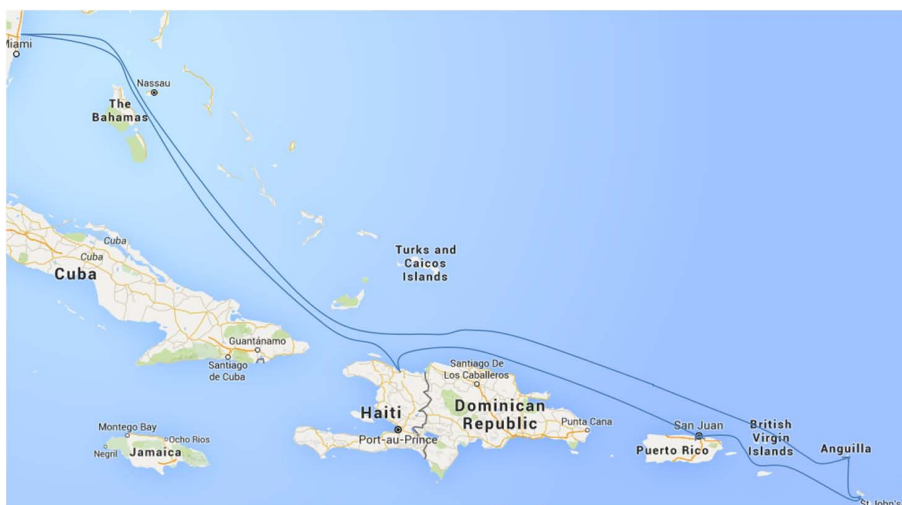 Miami
Nassau
The
Bahamas
Turks and
Caicos
Islands
Cuba
Cuba
Cuba
Guantánamo
Santiago
de Cuba
Santiago De
Los Caballeros
Haiti
Dominican
Republic
Port-au-Prince
Punta Cana
San Juan
Puerto Rico
British
Virgin
Islands
Anguilla
St John's
Montego Bay
Ocho Rios
Negril
Jamaica